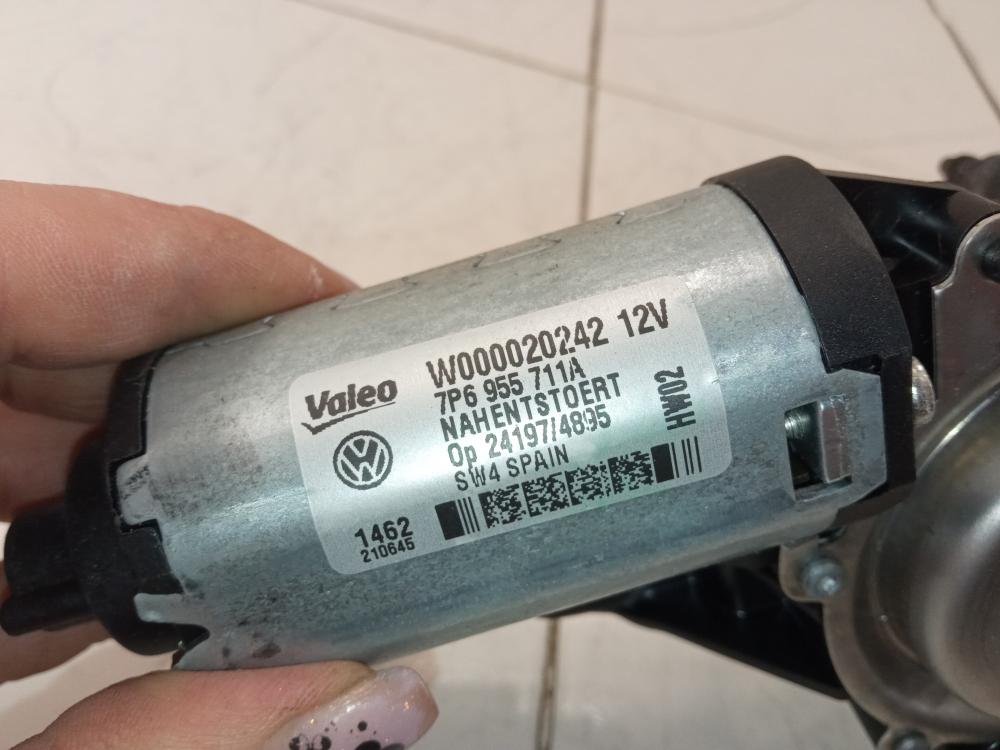 Valeo
W000020242 12V
7P6 955 711A
NAHENTSTOERT
Op 24197/4895
SW4 SPAIN
HW02
1462
210645